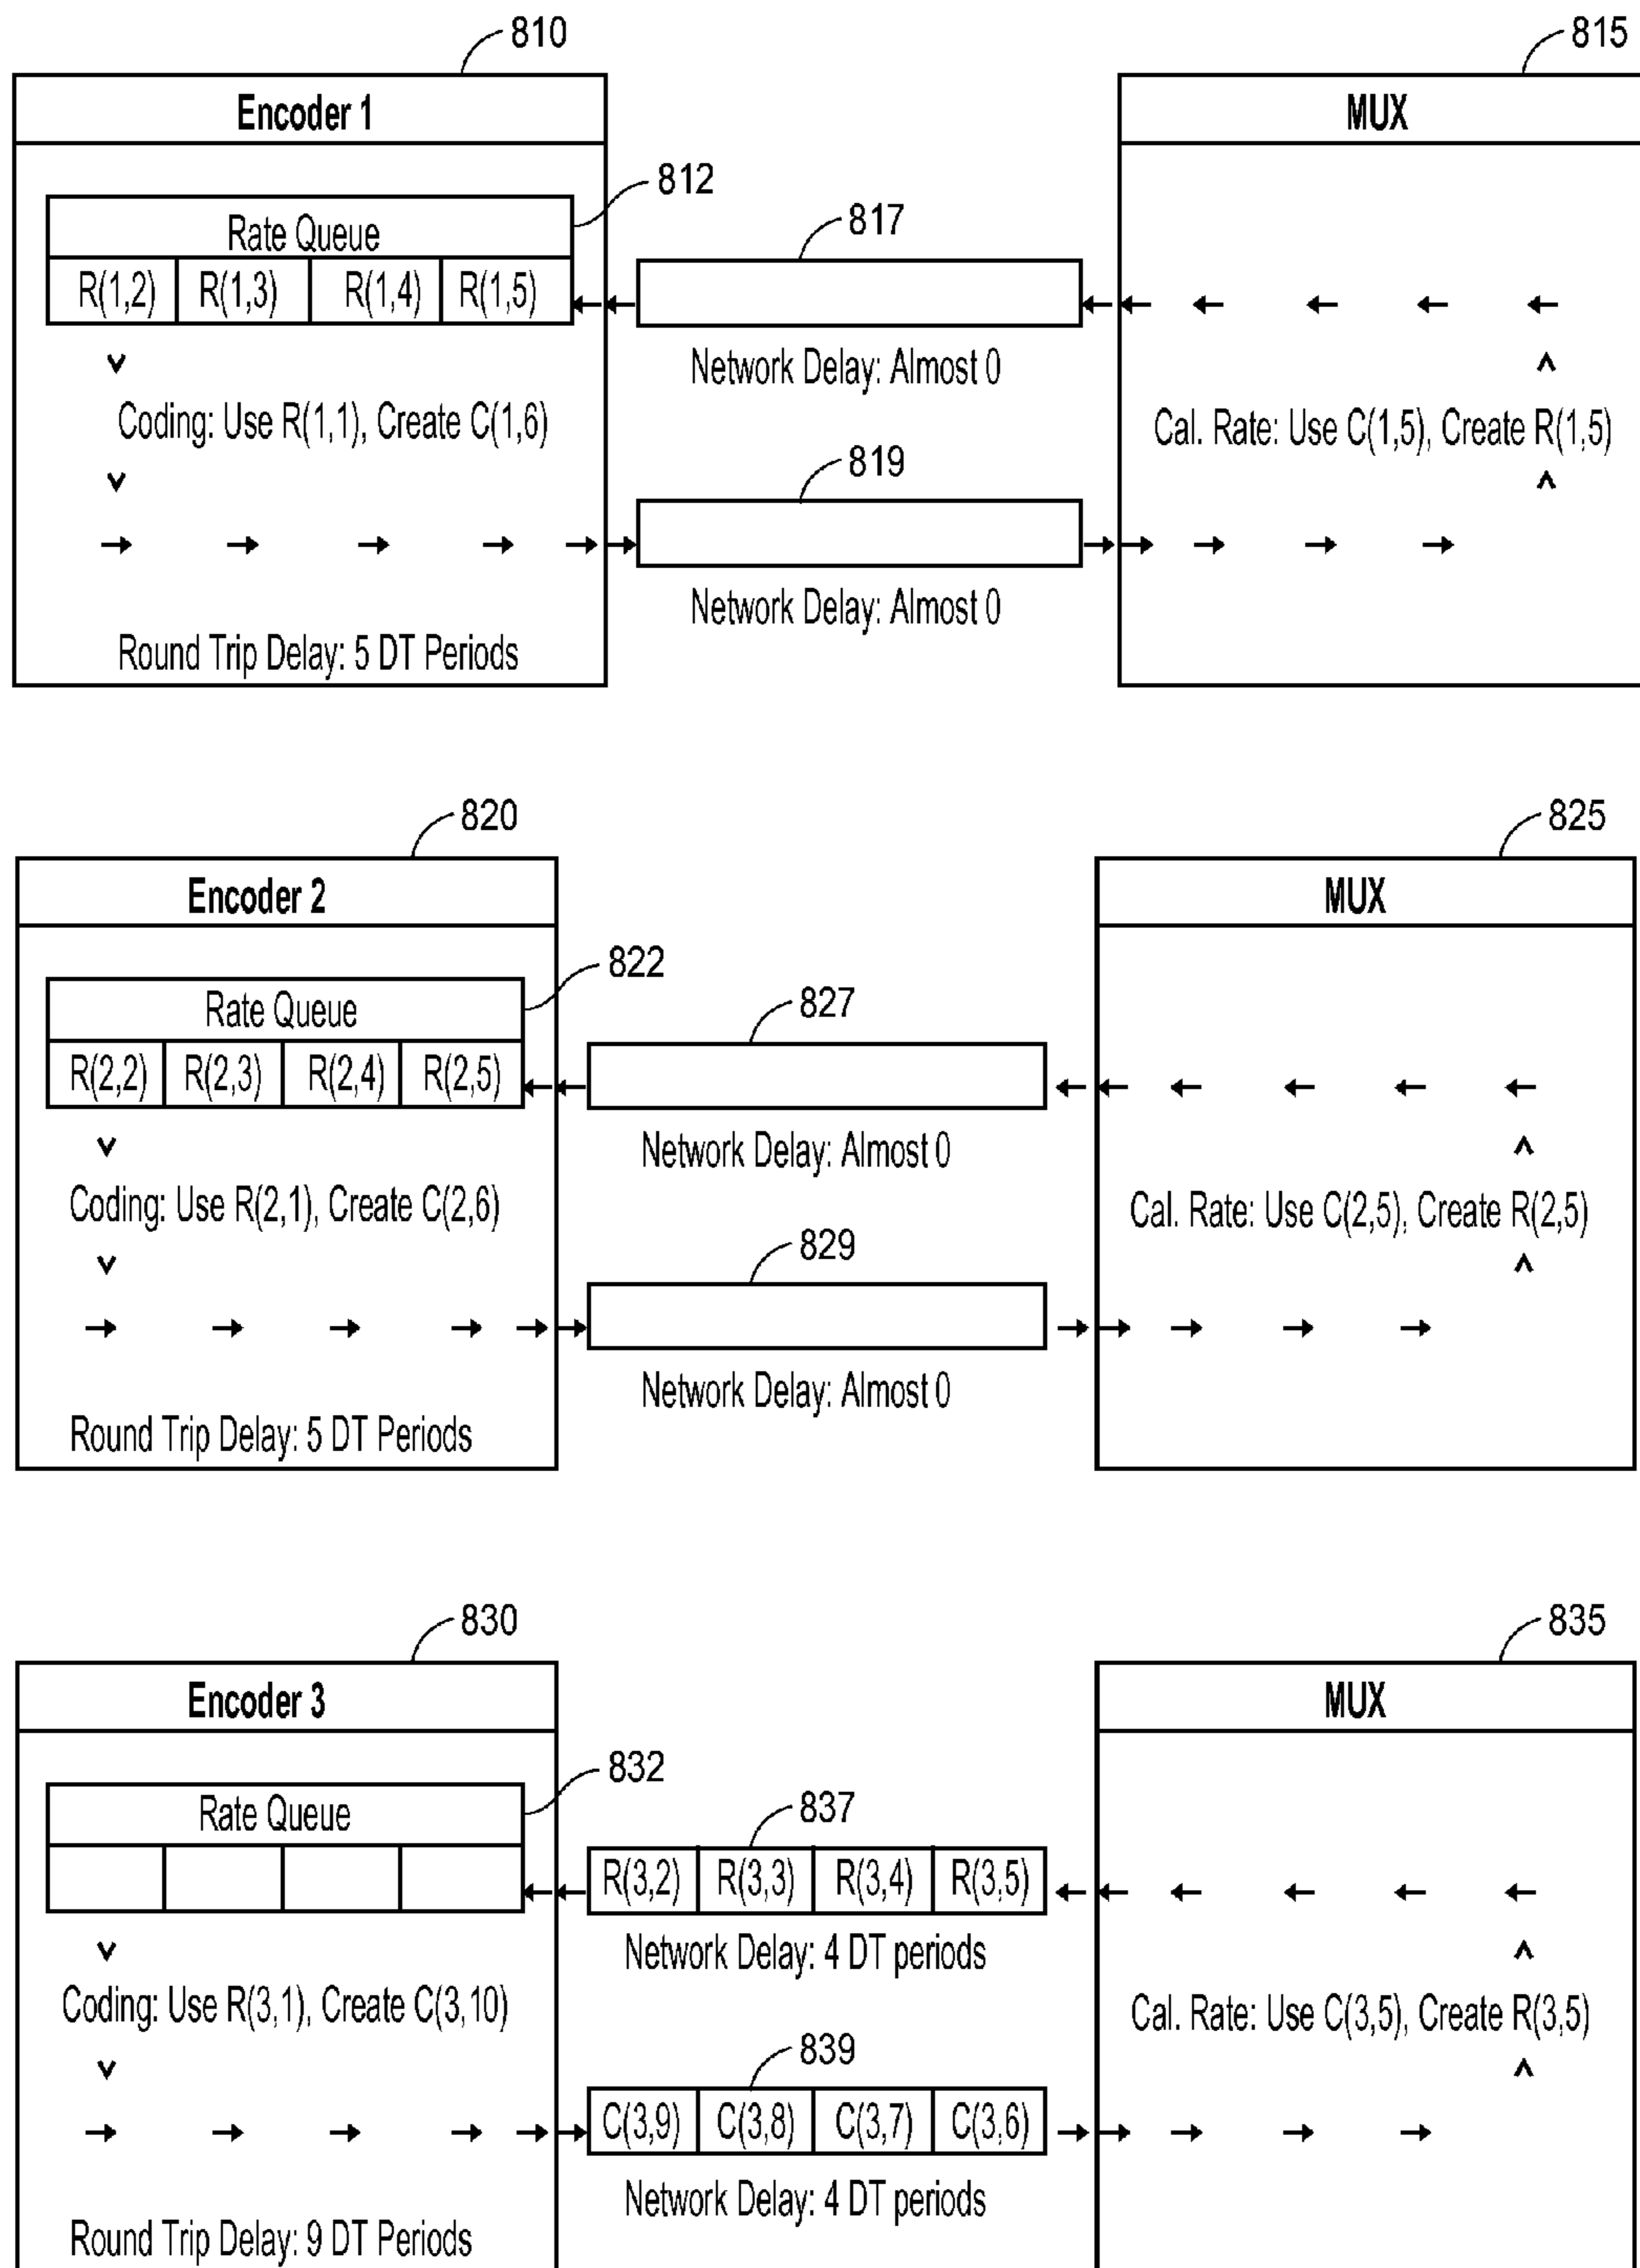 810
815
Encoder 1
MUX
812
Rate Queue
817
R(1,2) R(1,3) R(1,4) R(1,5)
Network Delay: Almost 0
Coding: Use R(1,1), Create C(1,6)
Cal. Rate: Use C(1,5), Create R(1,5)
819
Network Delay: Almost 0
Round Trip Delay: 5 DT Periods
820
825
Encoder 2
MUX
822
Rate Queue
827
R(2,2) R(2,3) R(2,4) R(2,5)
Network Delay: Almost 0
Coding: Use R(2,1), Create C(2,6)
Cal. Rate: Use C(2,5), Create R(2,5)
829
Network Delay: Almost 0
Round Trip Delay: 5 DT Periods
830
835
Encoder 3
MUX
832
Rate Queue
837
R(3,2) R(3,3) R(3,4) R(3,5)
Network Delay: 4 DT periods
Coding: Use R(3,1), Create C(3,10)
Cal. Rate: Use C(3,5), Create R(3,5)
839
C(3,9) C(3,8) C(3,7) C(3,6)
Network Delay: 4 DT periods
Round Trip Delay: 9 DT Periods